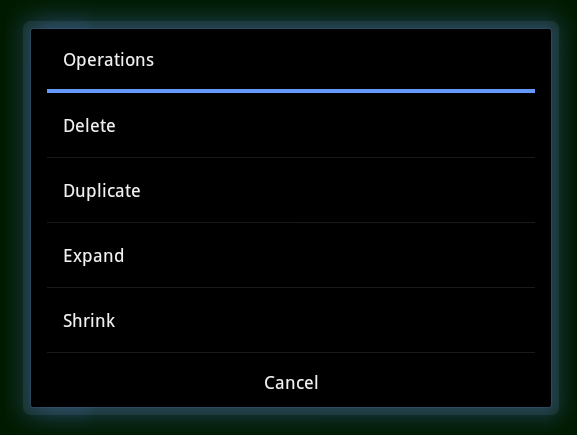 Operations
Delete
Duplicate
Expand
Shrink
Cancel